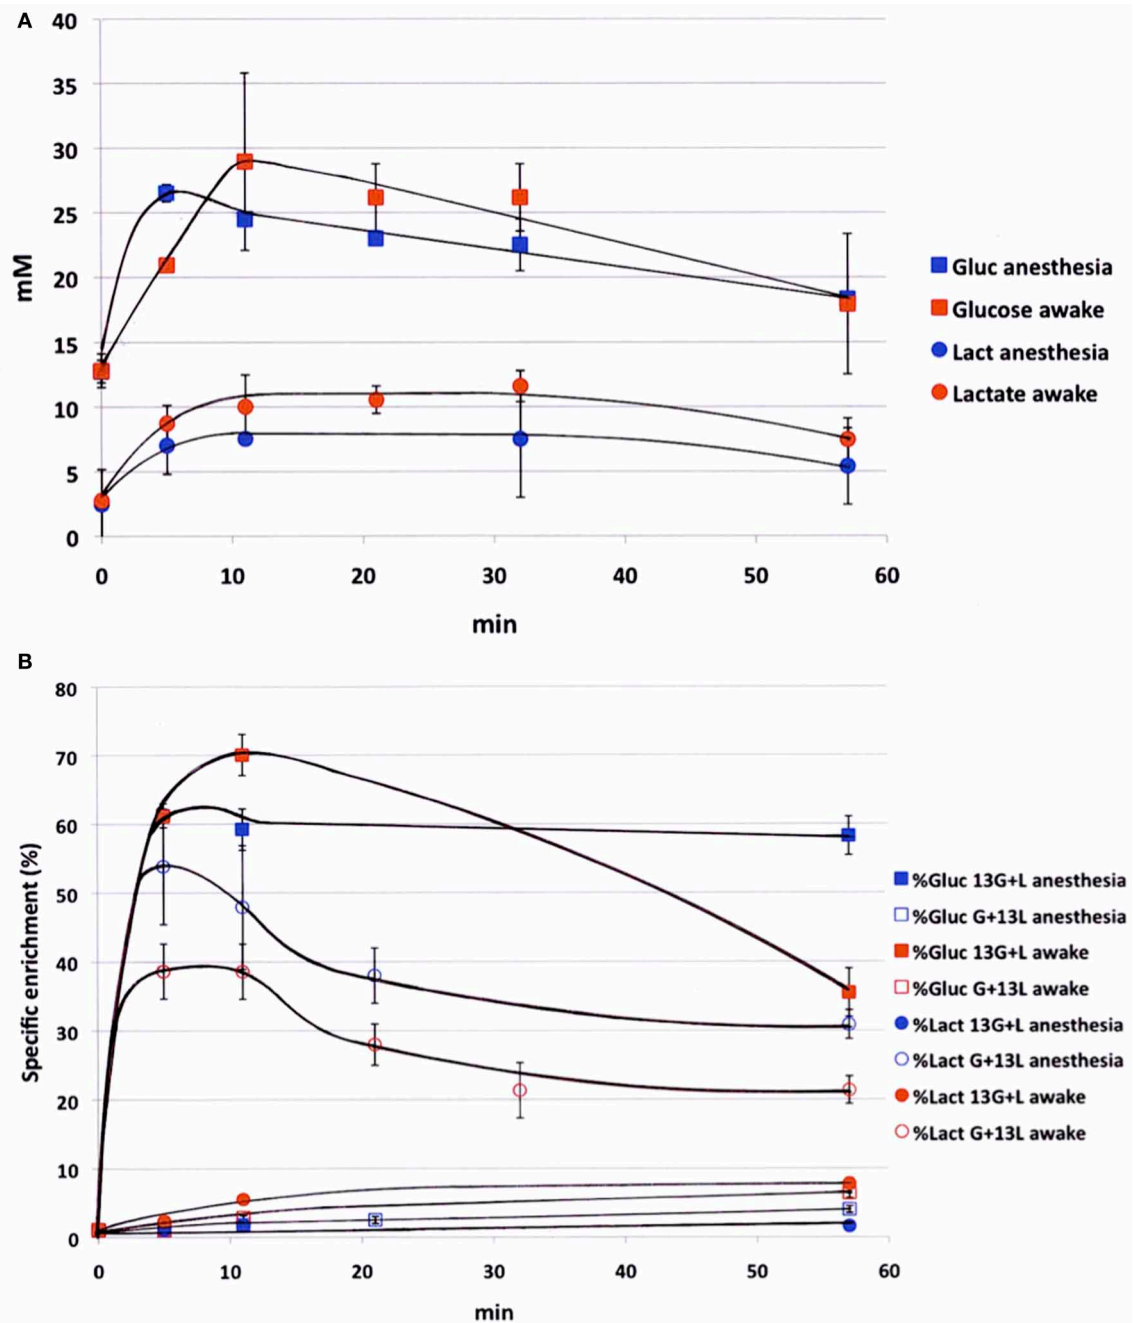 A
40
35
30
25
20
15
10
5
0
mM
0 10 20 30 40 50 60
min
Gluc anesthesia
Glucose awake
Lact anesthesia
Lactate awake
B
80
70
60
50
40
30
20
10
0
Specific enrichment (%)
0 10 20 30 40 50 60
min
%Gluc 13G+L anesthesia
%Gluc G+13L anesthesia
%Gluc 13G+L awake
%Gluc G+13L awake
%Lact 13G+L anesthesia
%Lact G+13L anesthesia
%Lact 13G+L awake
%Lact G+13L awake